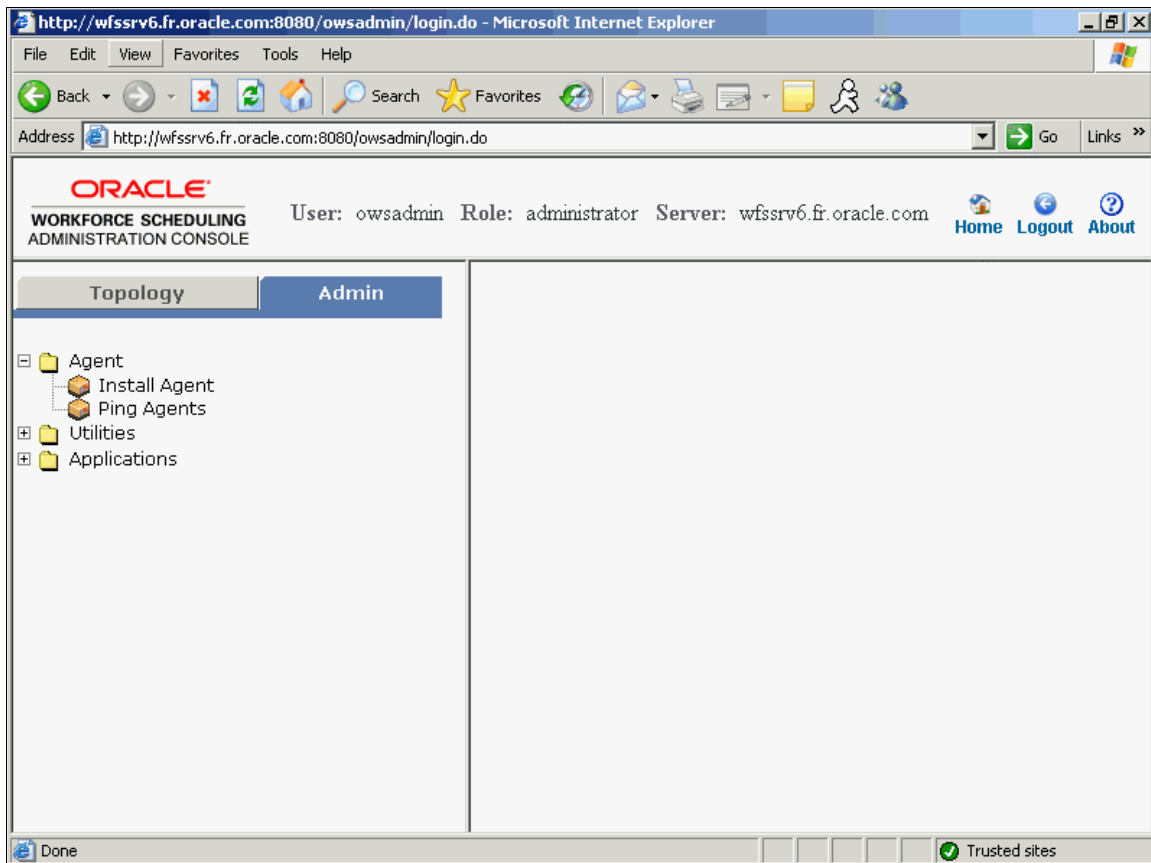 http://wfssrv6.fr.oracle.com:8080/owsadmin/login.do - Microsoft Internet Explorer
File Edit View Favorites Tools Help
Back Search Favorites
Address http://wfssrv6.fr.oracle.com:8080/owsadmin/login.do Go Links »
ORACLE
WORKFORCE SCHEDULING
ADMINISTRATION CONSOLE
User: owsadmin Role: administrator Server: wfssrv6.fr.oracle.com
Home Logout About
Topology Admin
Agent
Install Agent
Ping Agents
Utilities
Applications
Done Trusted sites